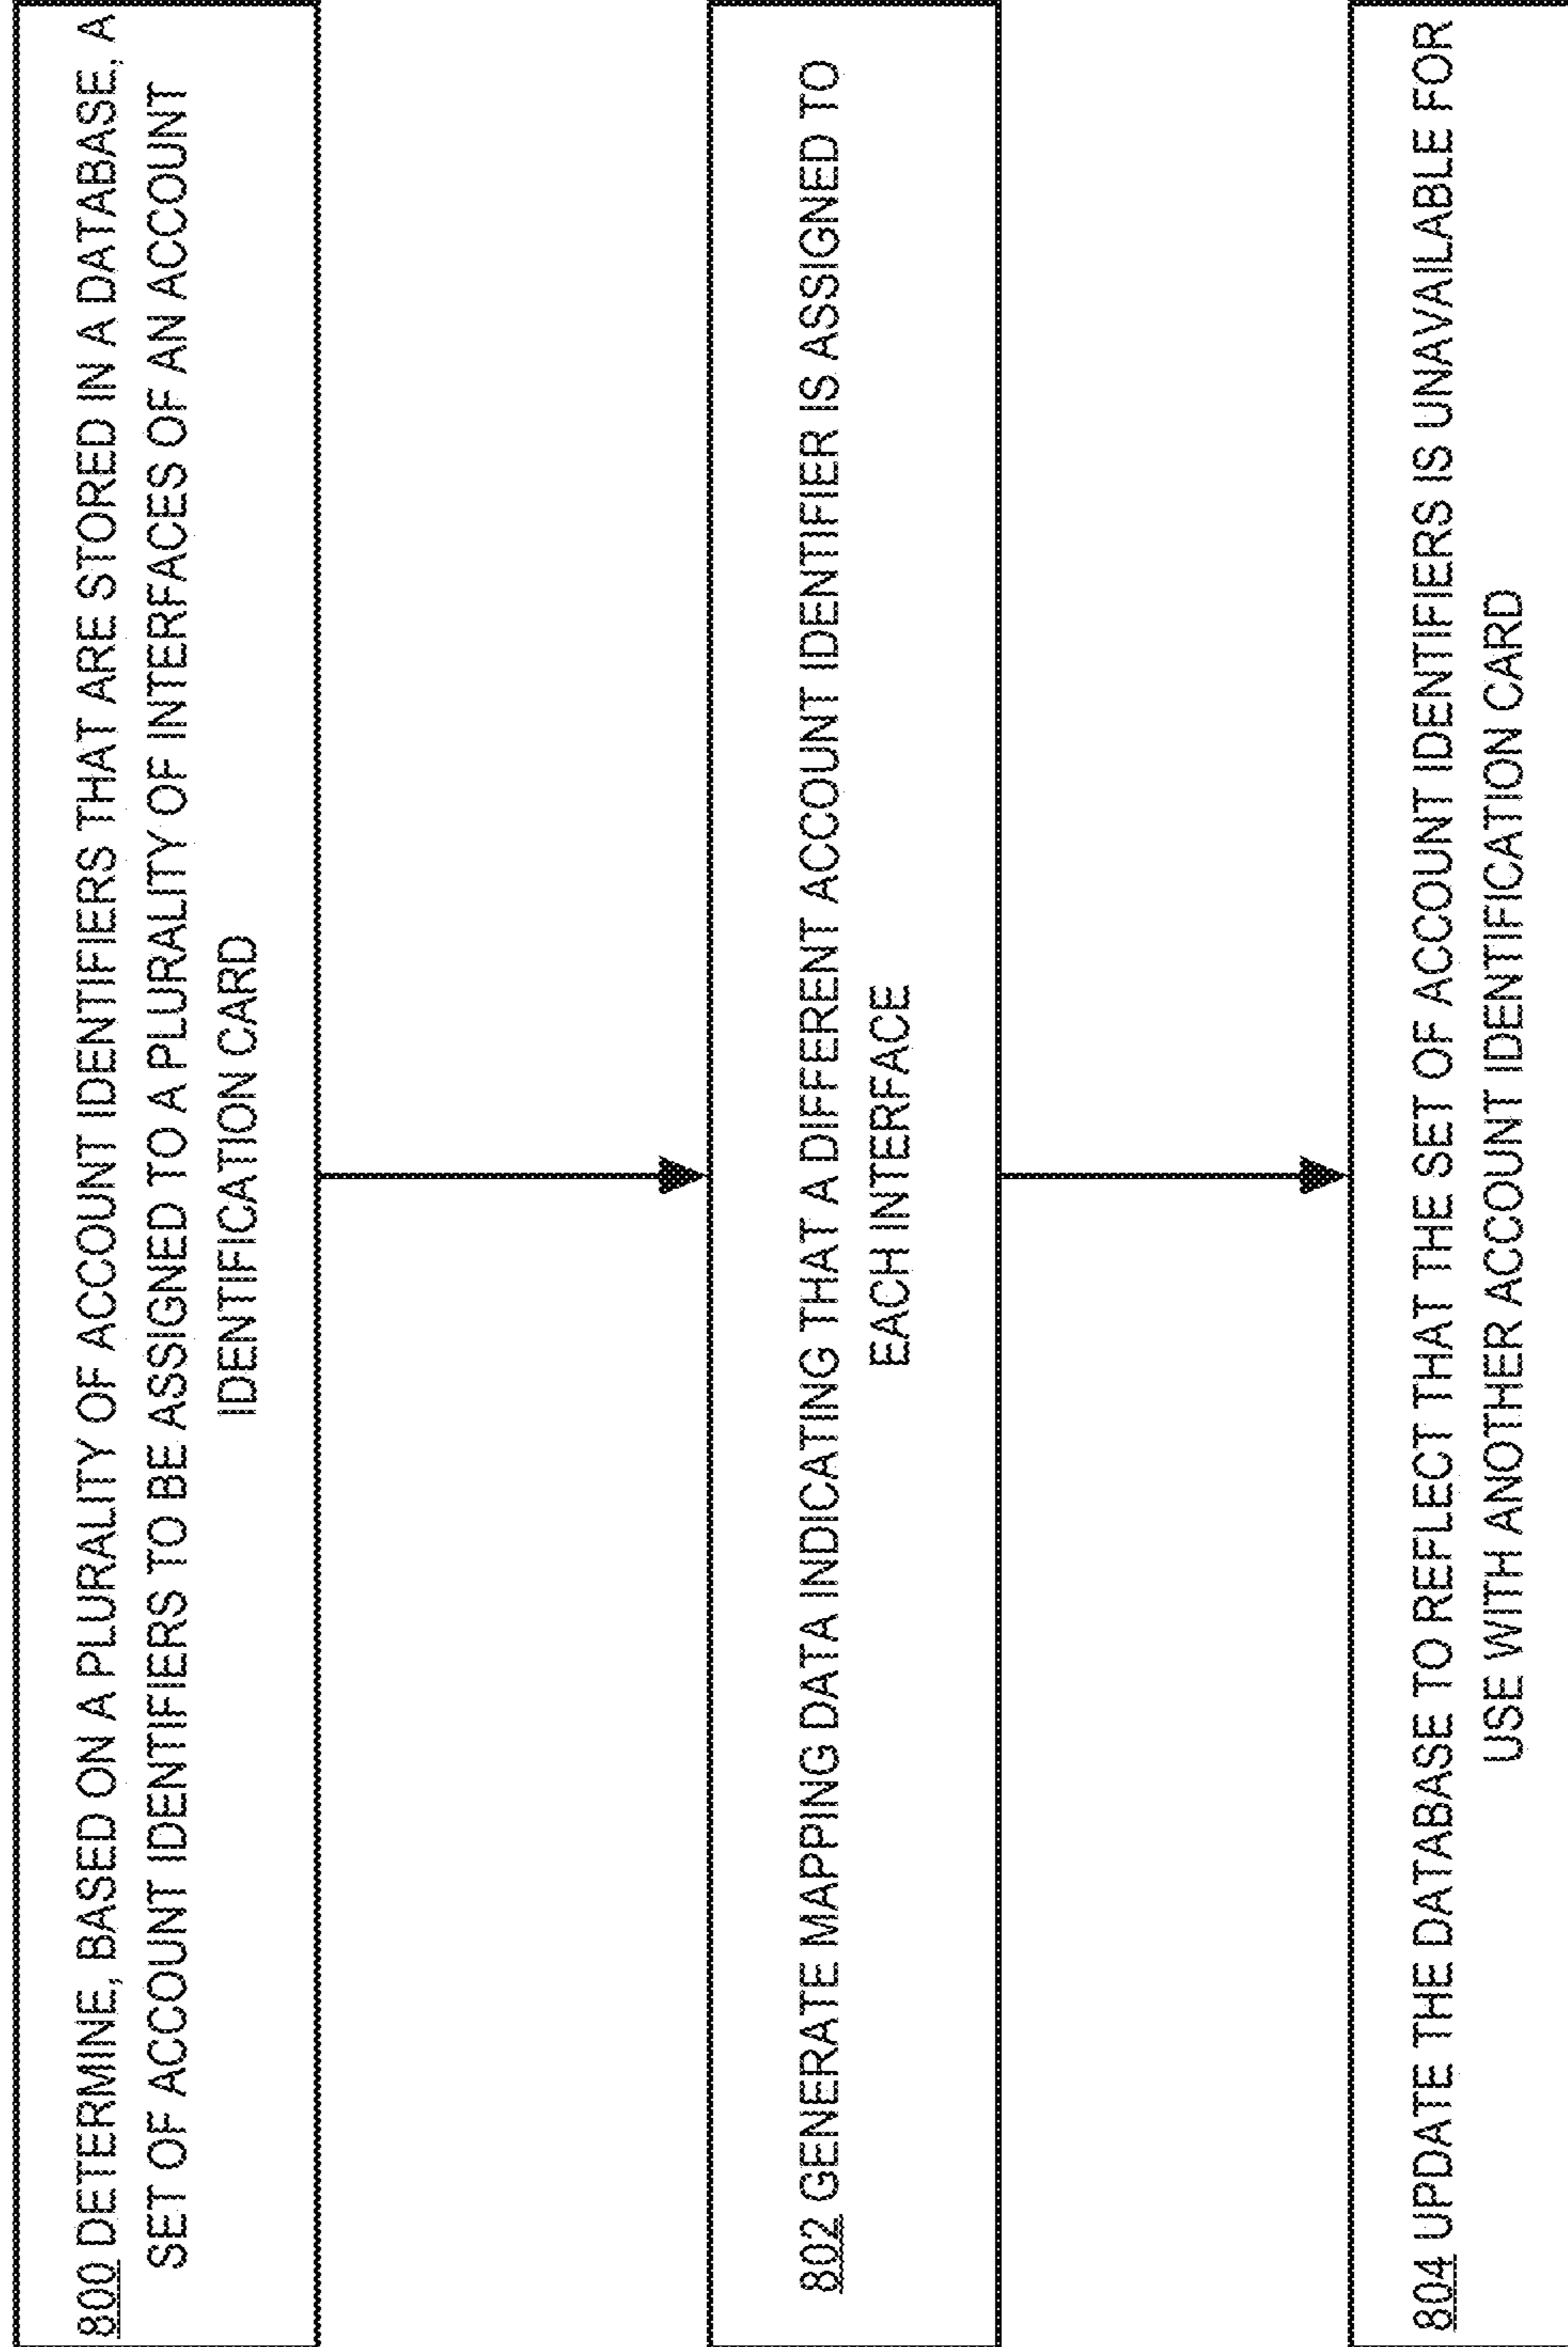 800 DETERMINE, BASED ON A PLURALITY OF ACCOUNT IDENTIFIERS THAT ARE STORED IN A DATABASE, A
SET OF ACCOUNT IDENTIFIERS TO BE ASSIGNED TO A PLURALITY OF INTERFACES OF AN ACCOUNT
IDENTIFICATION CARD
802 GENERATE MAPPING DATA INDICATING THAT A DIFFERENT ACCOUNT IDENTIFIER IS ASSIGNED TO
EACH INTERFACE
804 UPDATE THE DATABASE TO REFLECT THAT THE SET OF ACCOUNT IDENTIFIERS IS UNAVAILABLE FOR
USE WITH ANOTHER ACCOUNT IDENTIFICATION CARD